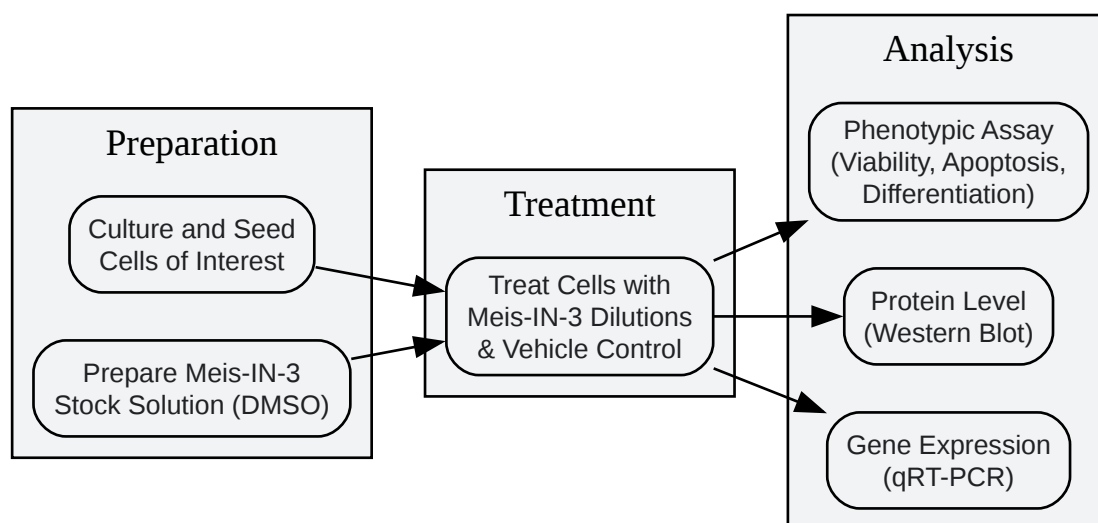 Preparation
Culture and Seed
Cells of Interest
Prepare Meis-IN-3
Stock Solution (DMSO)
Treatment
Treat Cells with
Meis-IN-3 Dilutions
& Vehicle Control
Analysis
Phenotypic Assay
(Viability, Apoptosis,
Differentiation)
Protein Level
(Western Blot)
Gene Expression
(qRT-PCR)